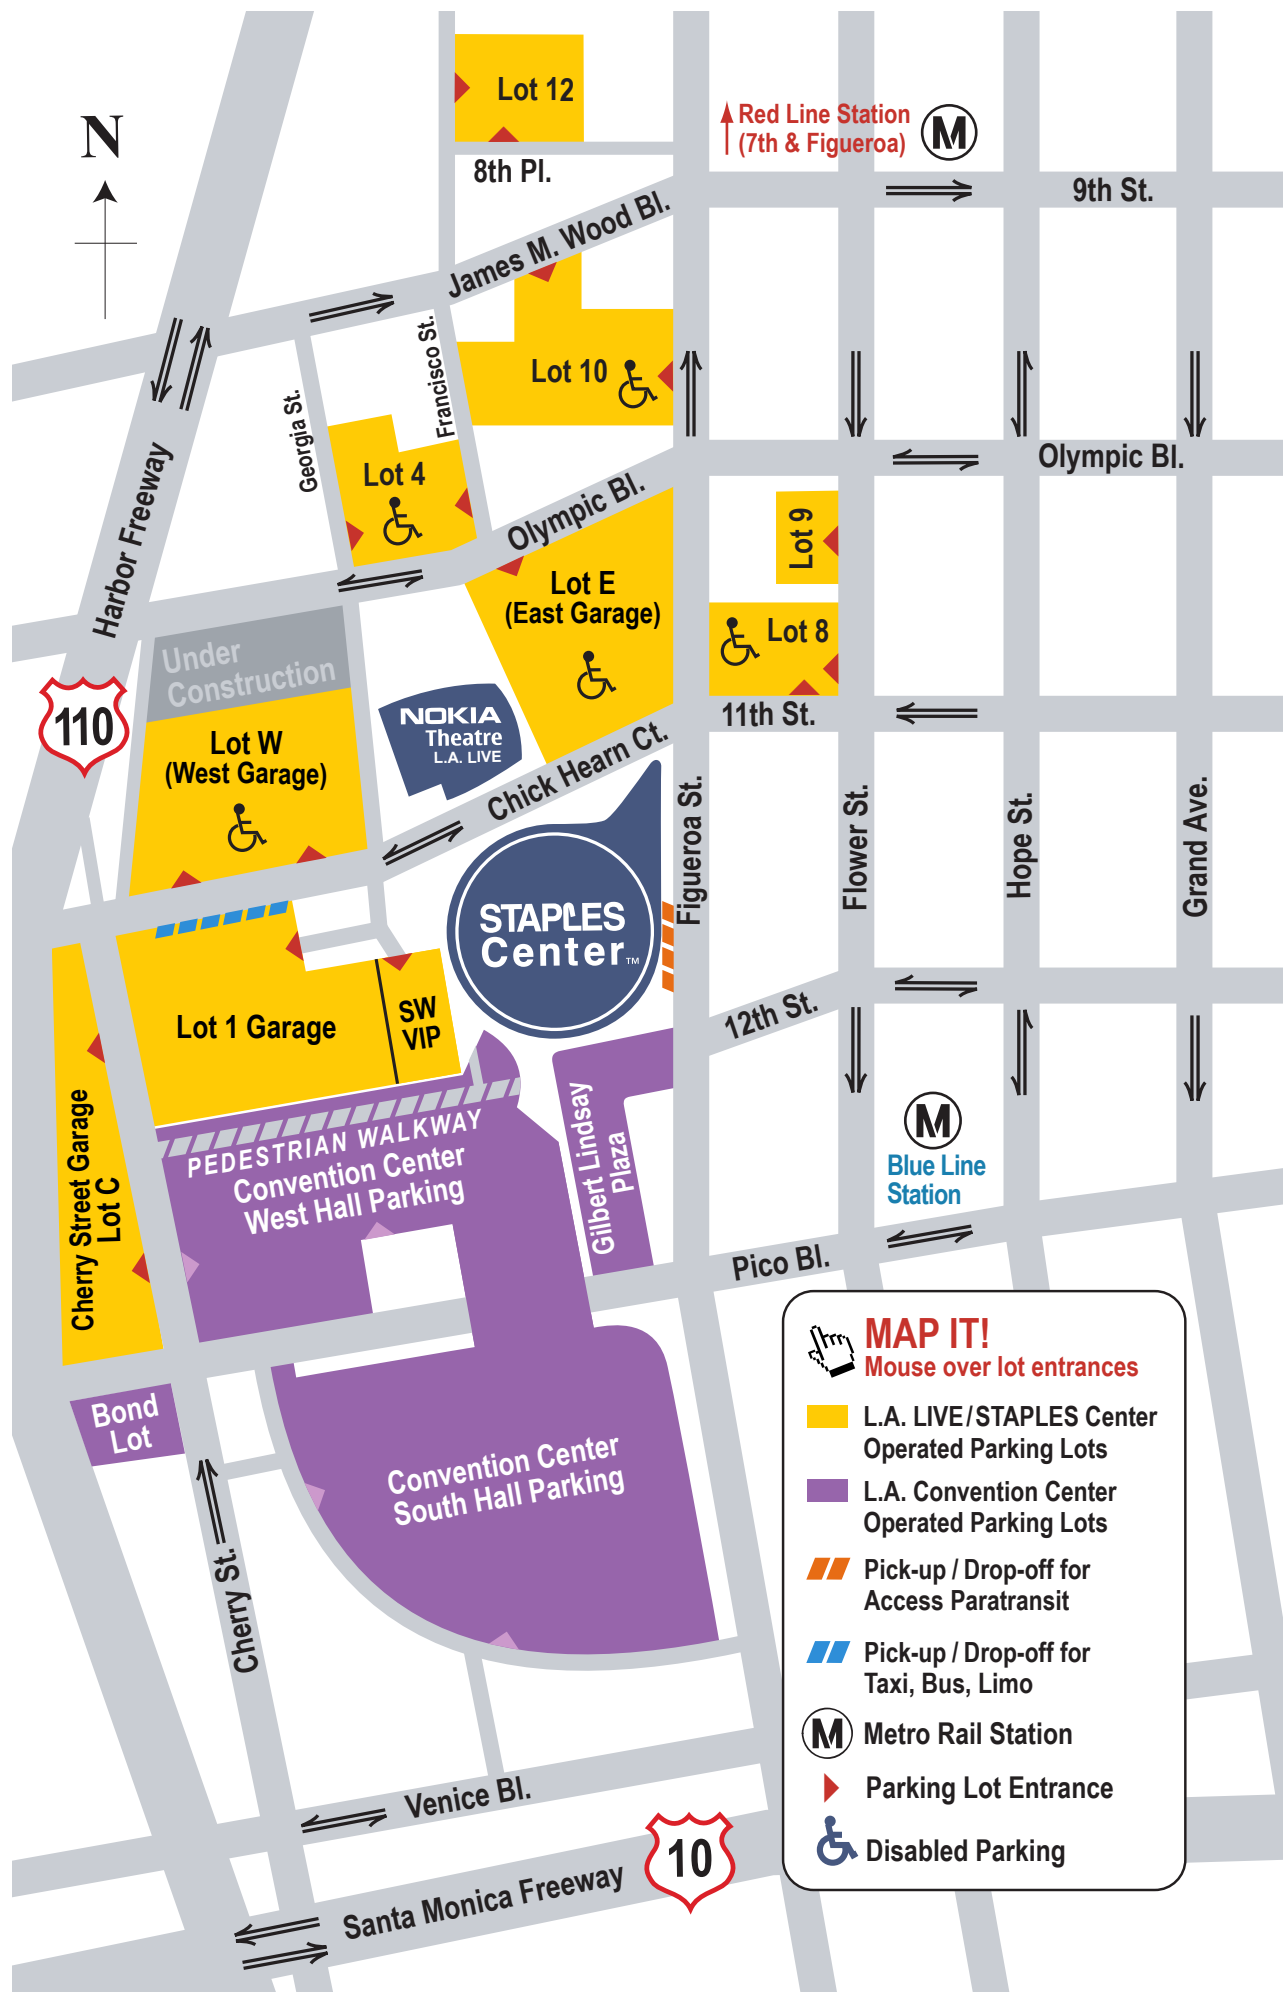 Lot 12
N
Red Line Station
(7th & Figueroa)
M
8th Pl.
9th St.
James M. Wood Bl.
Francisco St.
Lot 10
Georgia St.
Lot 4
Olympic Bl.
Olympic Bl.
Harbor Freeway
Lot 9
Lot E
(East Garage)
Lot 8
Under
Construction
110
NOKIA
Theatre
L.A. LIVE
11th St.
Lot W
(West Garage)
Chick Hearn Ct.
Figueroa St.
Flower St.
Hope St.
Grand Ave.
STAPLES
Center™
Lot 1 Garage
SW
VIP
12th St.
Cherry Street Garage
Lot C
PEDESTRIAN WALKWAY
Convention Center
West Hall Parking
Gilbert Lindsay
Plaza
M
Blue Line
Station
Pico Bl.
Bond
Lot
Convention Center
South Hall Parking
Cherry St.
Venice Bl.
Santa Monica Freeway
10
MAP IT!
Mouse over lot entrances
L.A. LIVE/STAPLES Center
Operated Parking Lots
L.A. Convention Center
Operated Parking Lots
Pick-up / Drop-off for
Access Paratransit
Pick-up / Drop-off for
Taxi, Bus, Limo
M
Metro Rail Station
Parking Lot Entrance
Disabled Parking